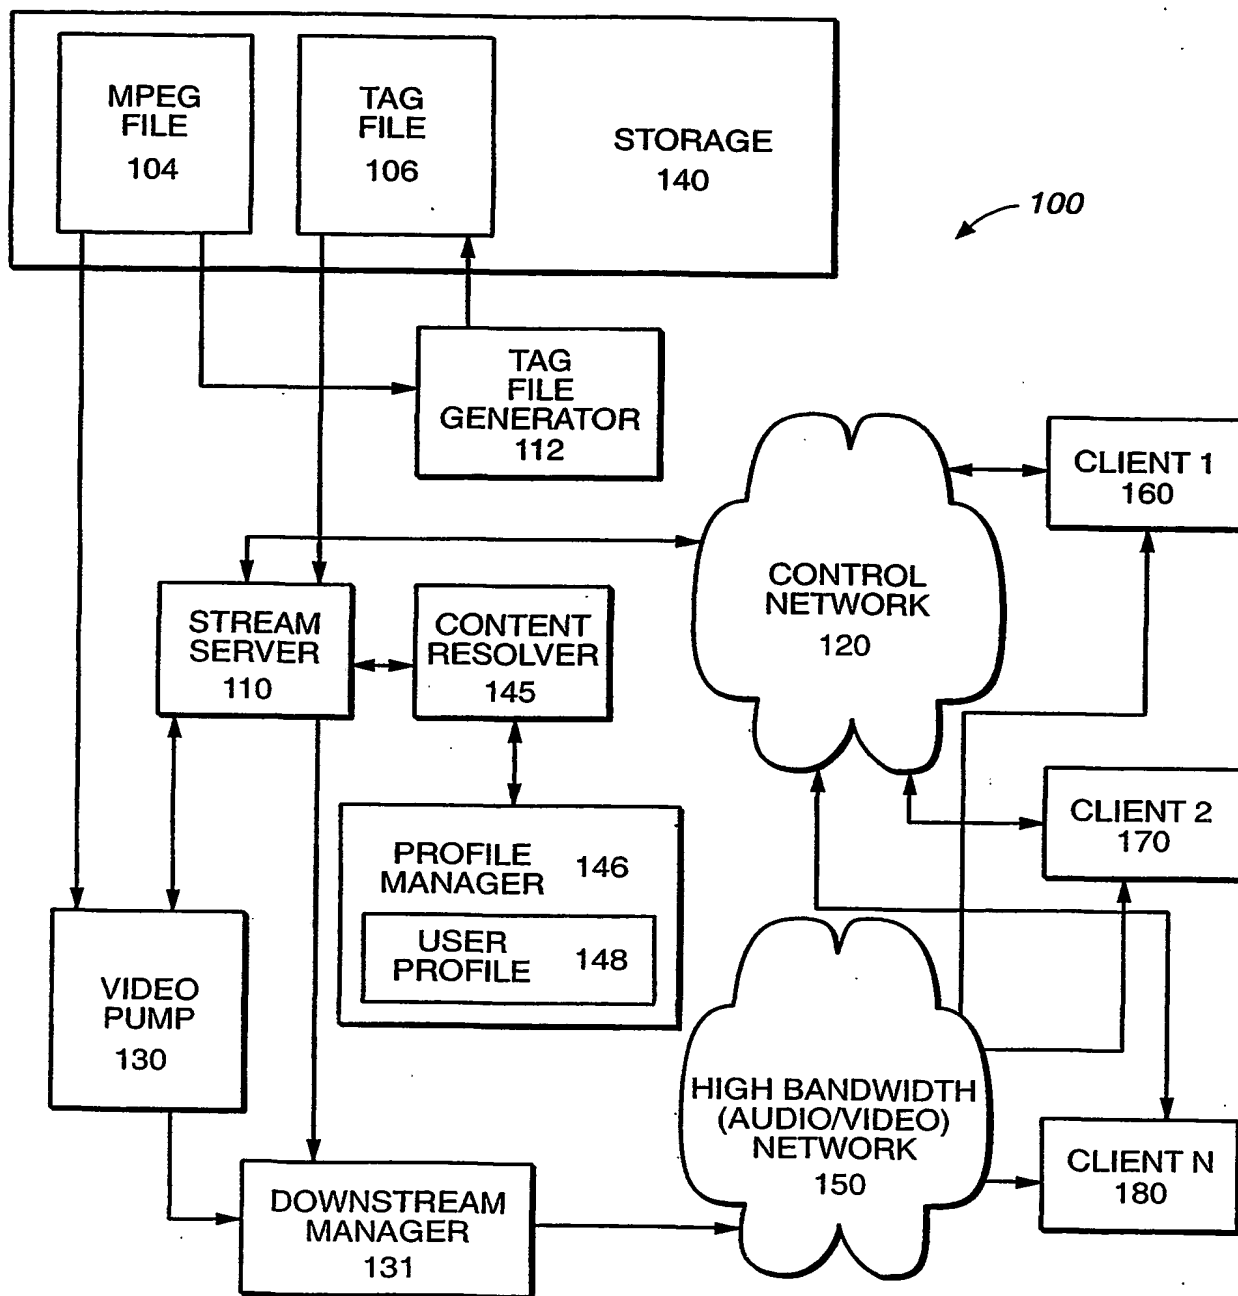 MPEG
FILE
104
TAG
FILE
106
STORAGE
140
100
TAG
FILE
GENERATOR
112
CLIENT 1
160
CONTROL
NETWORK
120
STREAM
SERVER
110
CONTENT
RESOLVER
145
CLIENT 2
170
PROFILE
MANAGER
146
USER
PROFILE
148
VIDEO
PUMP
130
HIGH BANDWIDTH
(AUDIO/VIDEO)
NETWORK
150
CLIENT N
180
DOWNSTREAM
MANAGER
131